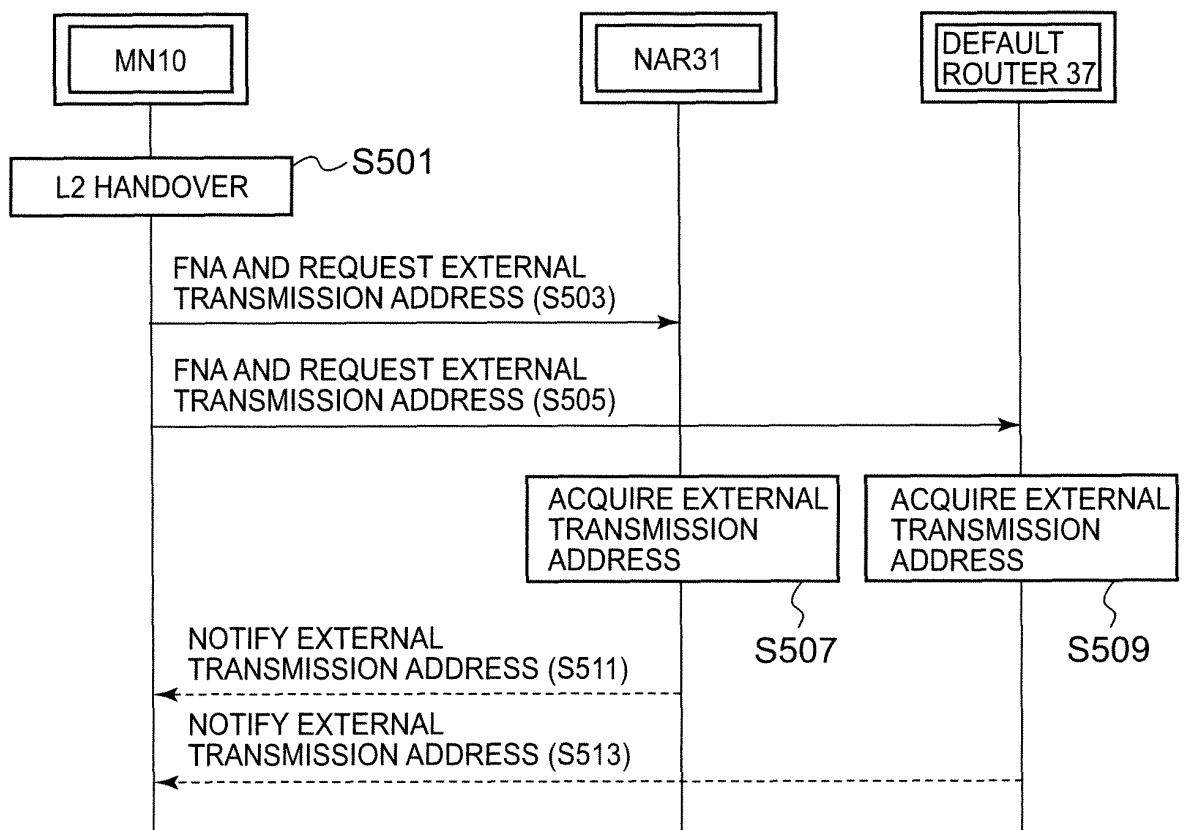 MN10
NAR31
DEFAULT
ROUTER 37
L2 HANDOVER
S501
FNA AND REQUEST EXTERNAL
TRANSMISSION ADDRESS (S503)
FNA AND REQUEST EXTERNAL
TRANSMISSION ADDRESS (S505)
ACQUIRE EXTERNAL
TRANSMISSION
ADDRESS
S507
ACQUIRE EXTERNAL
TRANSMISSION
ADDRESS
S509
NOTIFY EXTERNAL
TRANSMISSION ADDRESS (S511)
NOTIFY EXTERNAL
TRANSMISSION ADDRESS (S513)